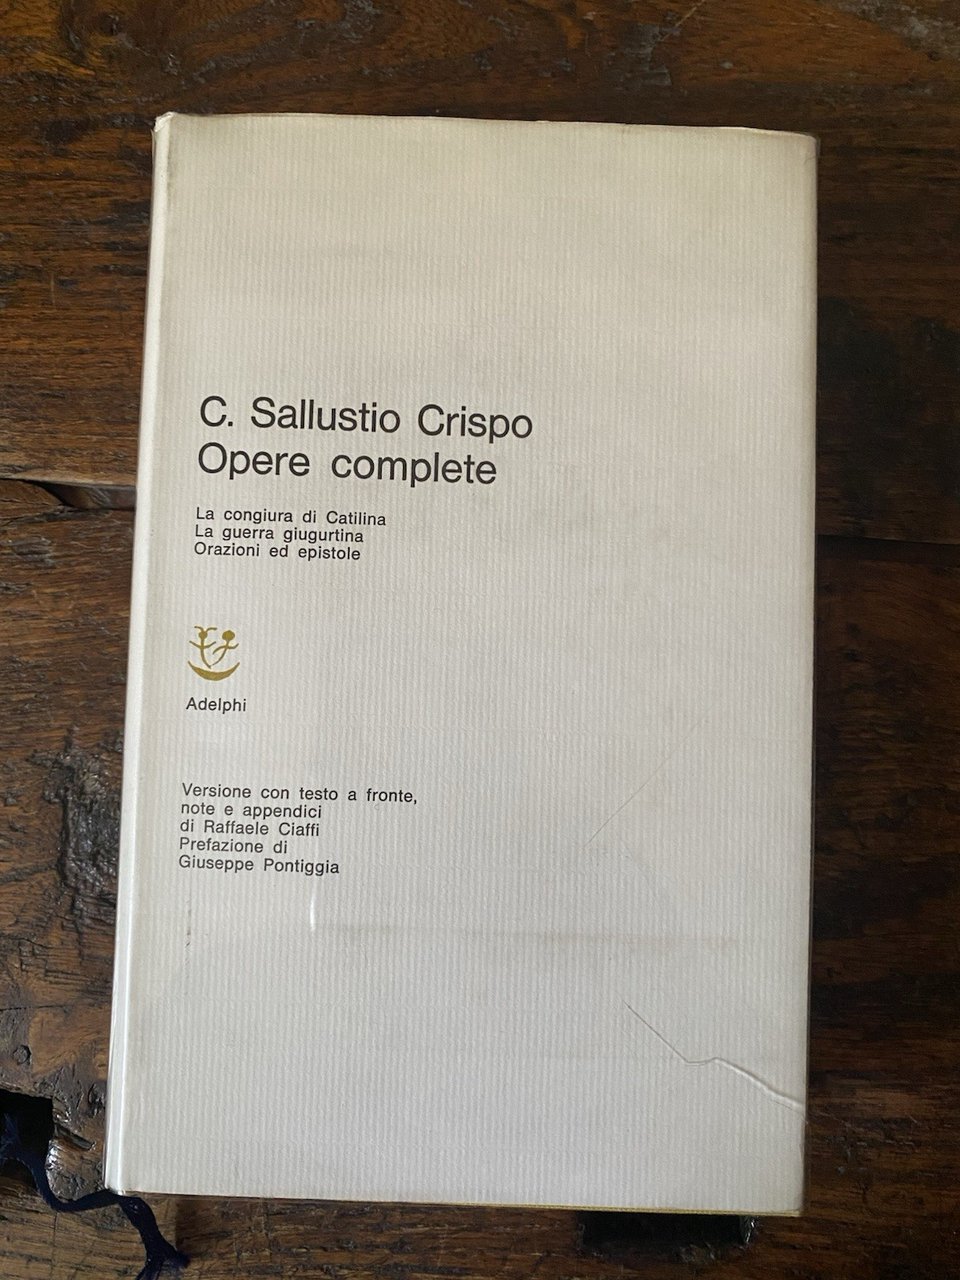 C. Sallustio Crispo
Opere complete
La congiura di Catilina
La guerra giugurtina
Orazioni ed epistole
Adelphi
Versione con testo a fronte,
note e appendici
di Raffaele Ciaffi
Prefazione di
Giuseppe Pontiggia